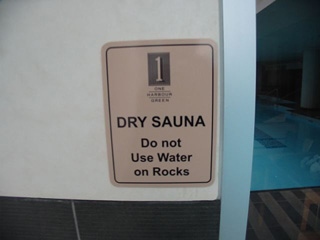 1
ONE
HARBOUR
GREEN
DRY SAUNA
Do not
Use Water
on Rocks